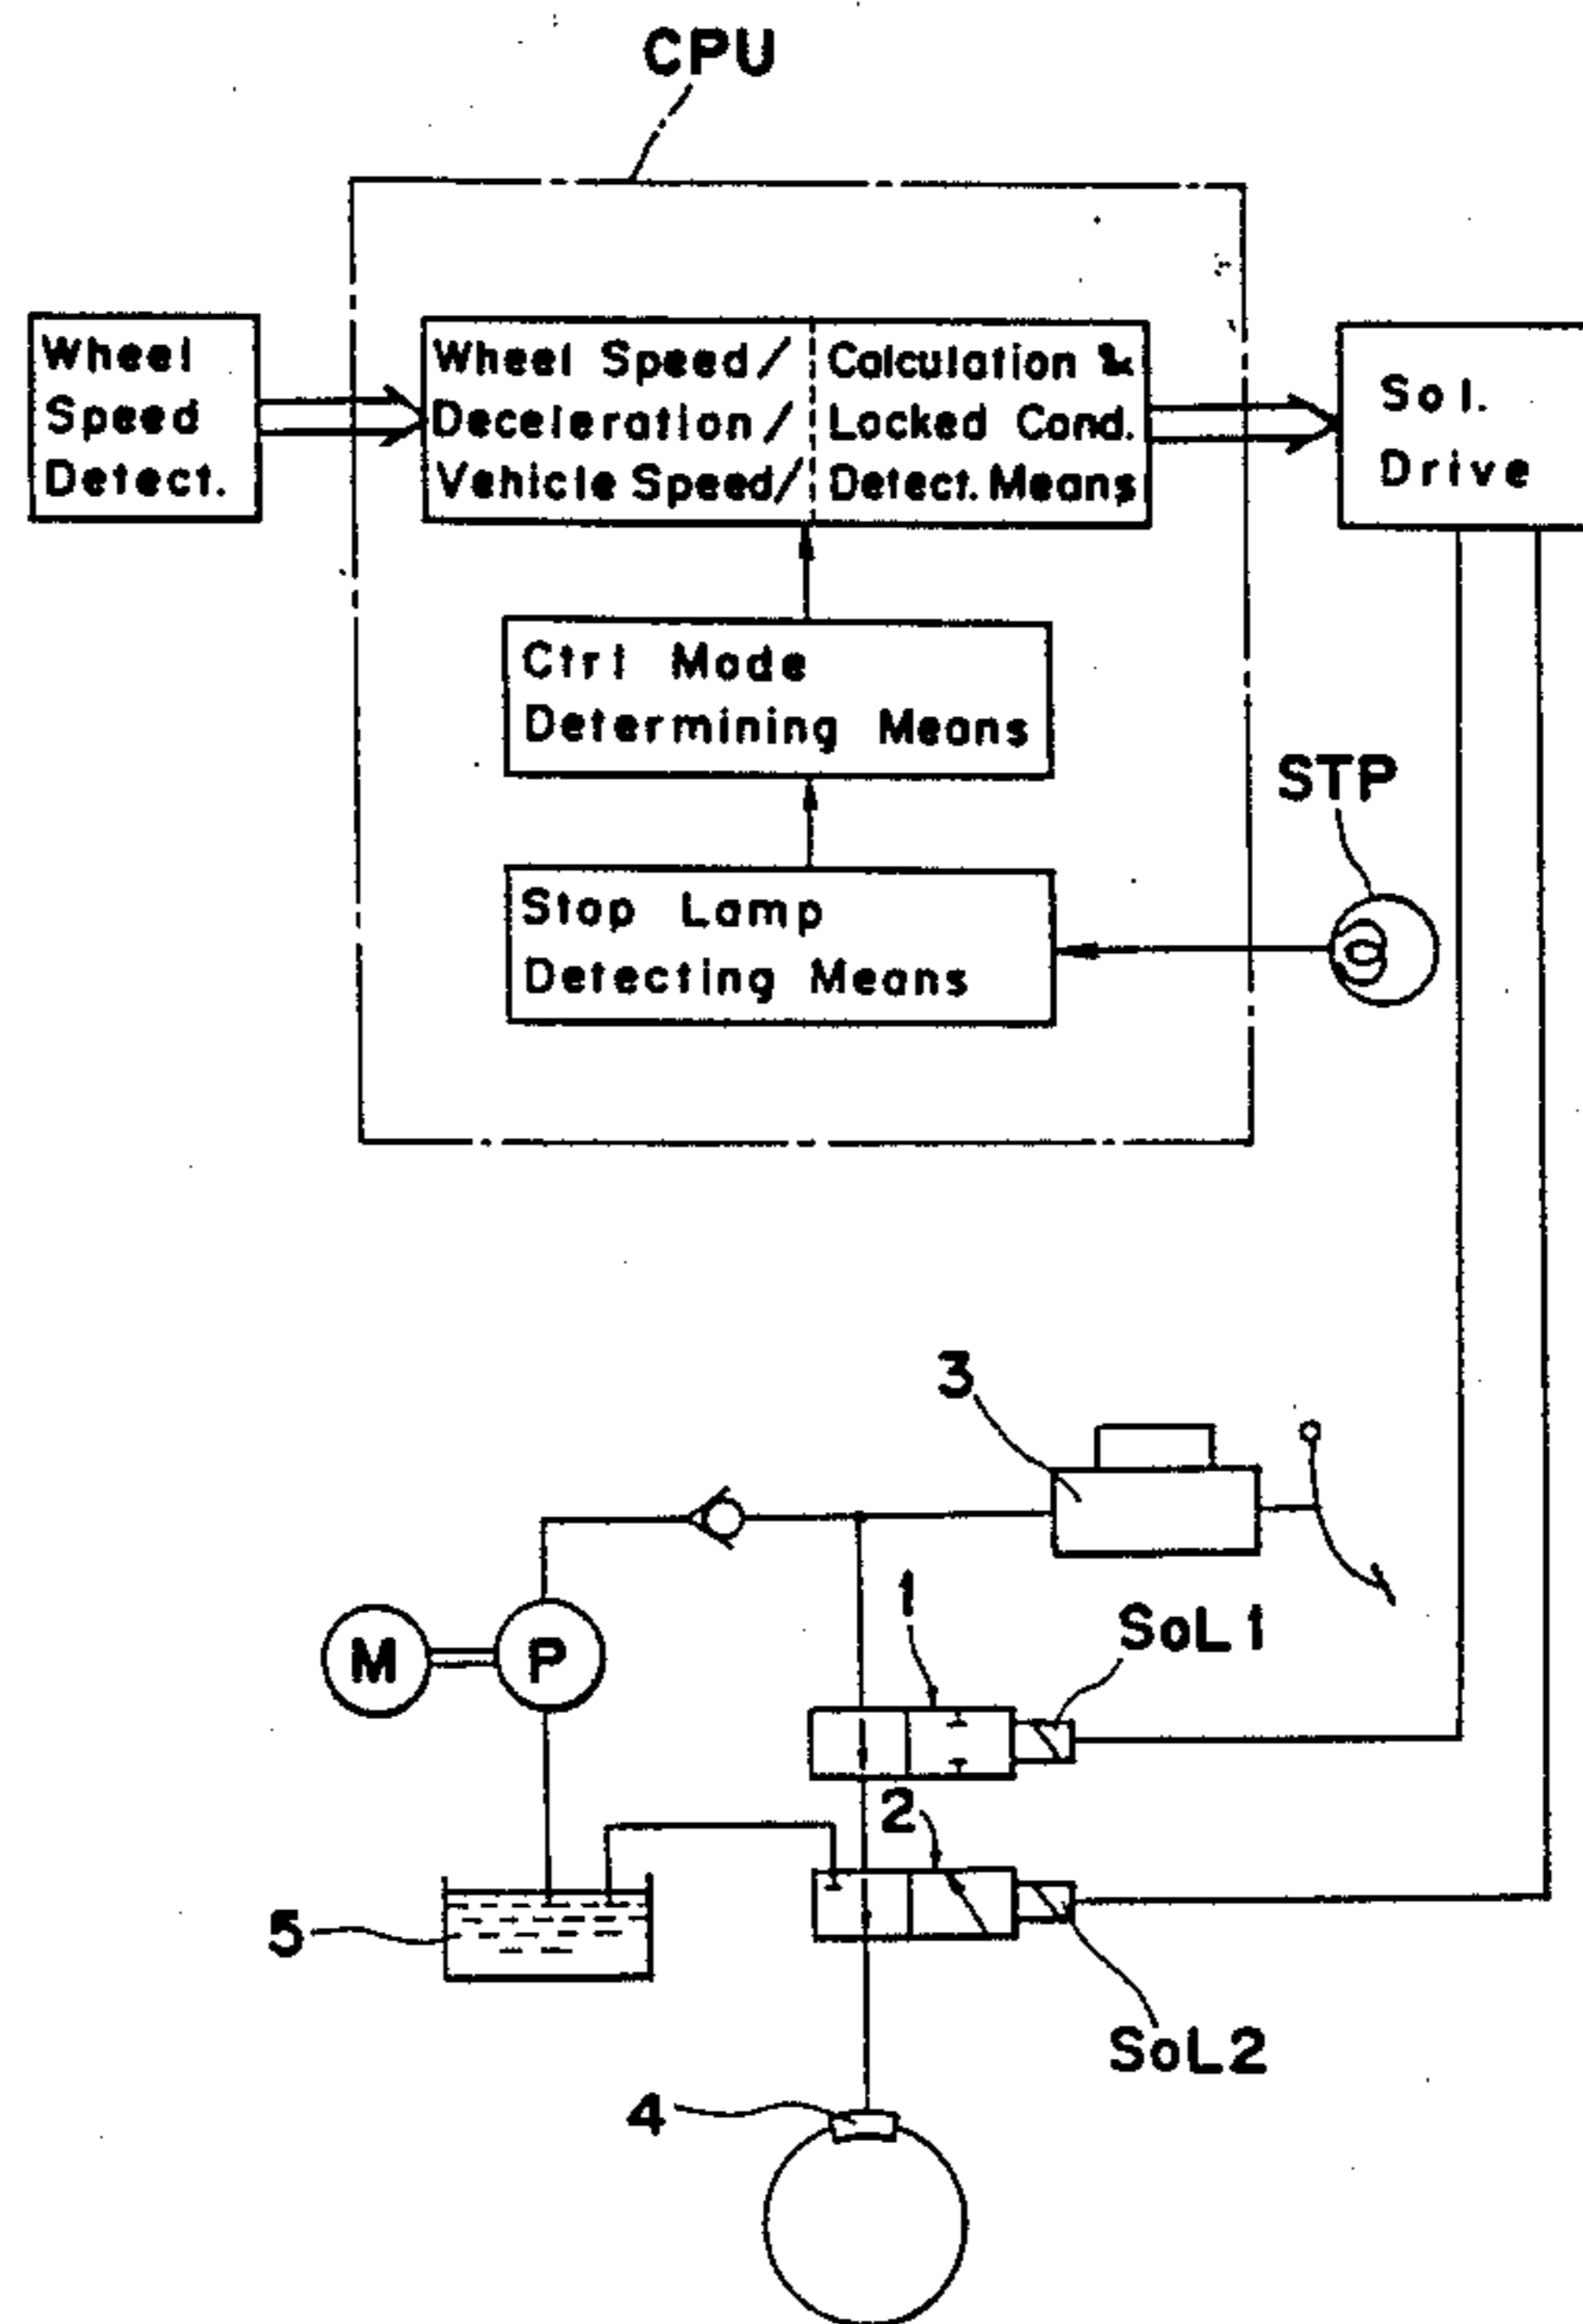 CPU
Wheel
Speed
Detect.
Wheel Speed/
Deceleration/
Vehicle Speed/
Calculation &
Locked Cond.
Detect. Means
Sol.
Drive
Ctrl Mode
Determining Means
STP
Stop Lamp
Detecting Means
3
1
SoL1
M
P
2
5
SoL2
4